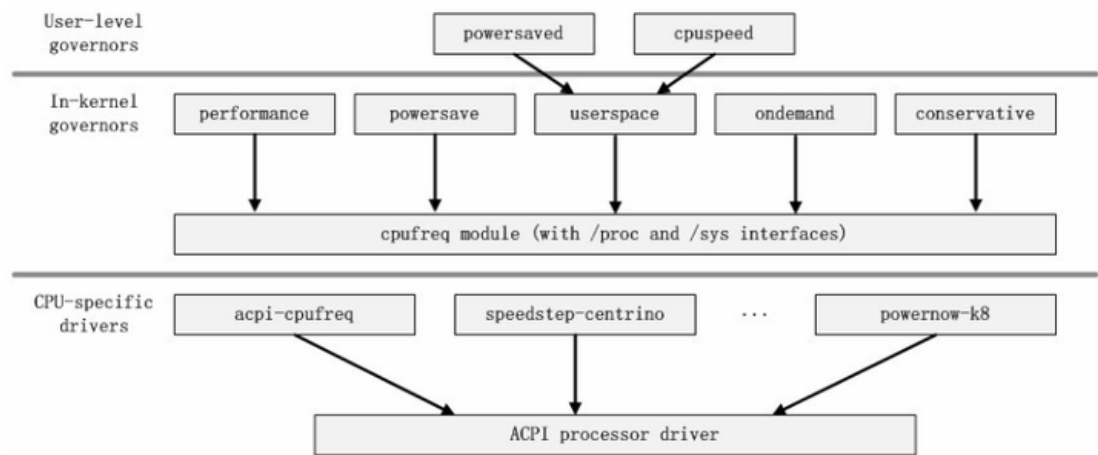 User-level
governors
powersaved
cpuspeed
In-kernel
governors
performance
powersave
userspace
ondemand
conservative
cpufreq module (with /proc and /sys interfaces)
CPU-specific
drivers
acpi-cpufreq
speedstep-centrino
...
powernow-k8
ACPI processor driver